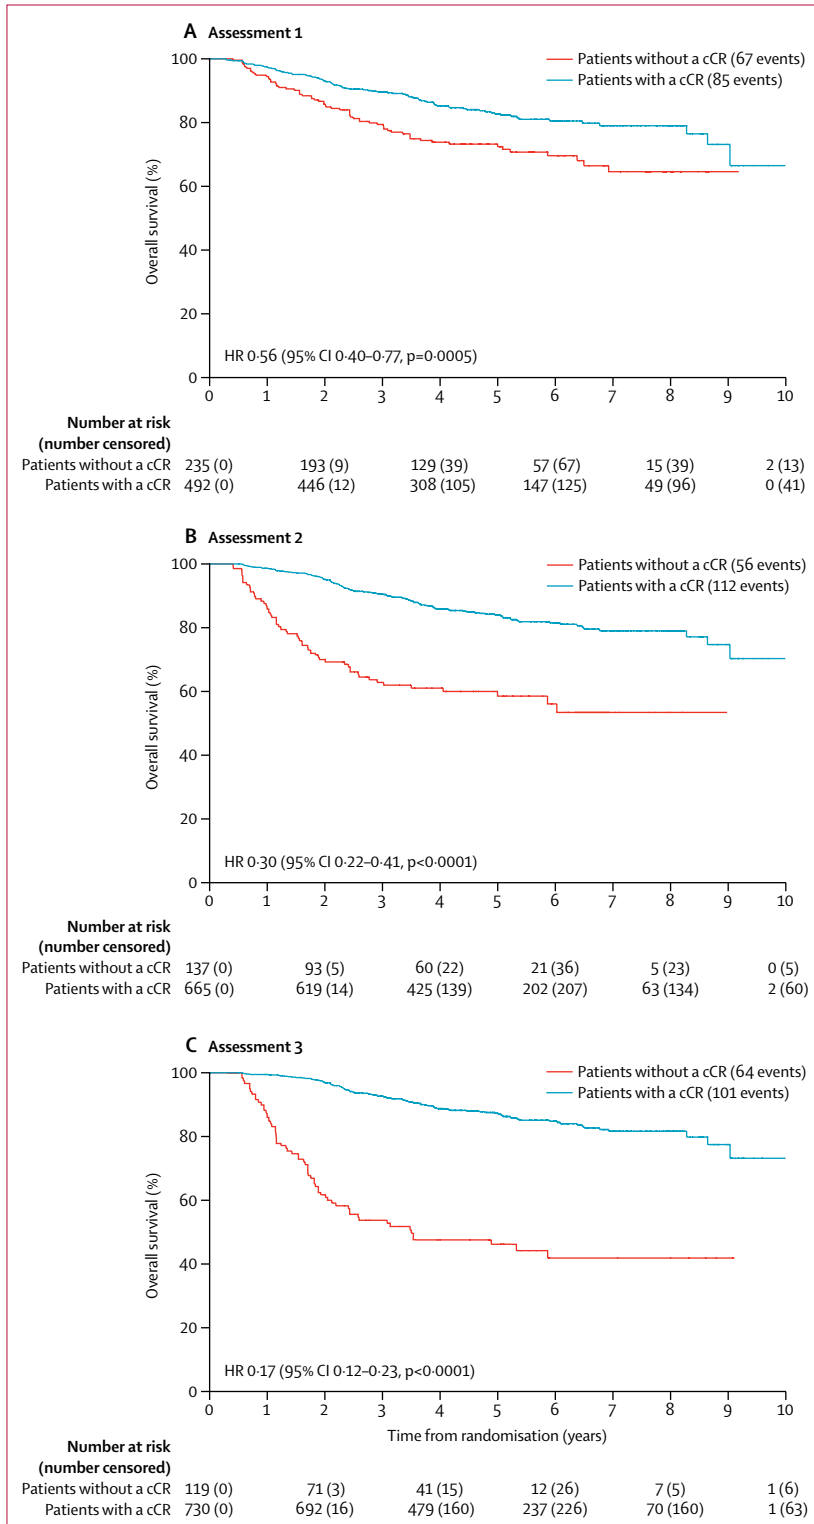 A Assessment 1
Patients without a cCR (67 events)
Patients with a cCR (85 events)
Overall survival (%)
100
80
60
40
20
0
HR 0·56 (95% CI 0·40–0·77, p=0·0005)
0 1 2 3 4 5 6 7 8 9 10
Number at risk
(number censored)
Patients without a cCR 235 (0) 193 (9) 129 (39) 57 (67) 15 (39) 2 (13)
Patients with a cCR 492 (0) 446 (12) 308 (105) 147 (125) 49 (96) 0 (41)
B Assessment 2
Patients without a cCR (56 events)
Patients with a cCR (112 events)
Overall survival (%)
100
80
60
40
20
0
HR 0·30 (95% CI 0·22–0·41, p<0·0001)
0 1 2 3 4 5 6 7 8 9 10
Number at risk
(number censored)
Patients without a cCR 137 (0) 93 (5) 60 (22) 21 (36) 5 (23) 0 (5)
Patients with a cCR 665 (0) 619 (14) 425 (139) 202 (207) 63 (134) 2 (60)
C Assessment 3
Patients without a cCR (64 events)
Patients with a cCR (101 events)
Overall survival (%)
100
80
60
40
20
0
HR 0·17 (95% CI 0·12–0·23, p<0·0001)
0 1 2 3 4 5 6 7 8 9 10
Time from randomisation (years)
Number at risk
(number censored)
Patients without a cCR 119 (0) 71 (3) 41 (15) 12 (26) 7 (5) 1 (6)
Patients with a cCR 730 (0) 692 (16) 479 (160) 237 (226) 70 (160) 1 (63)